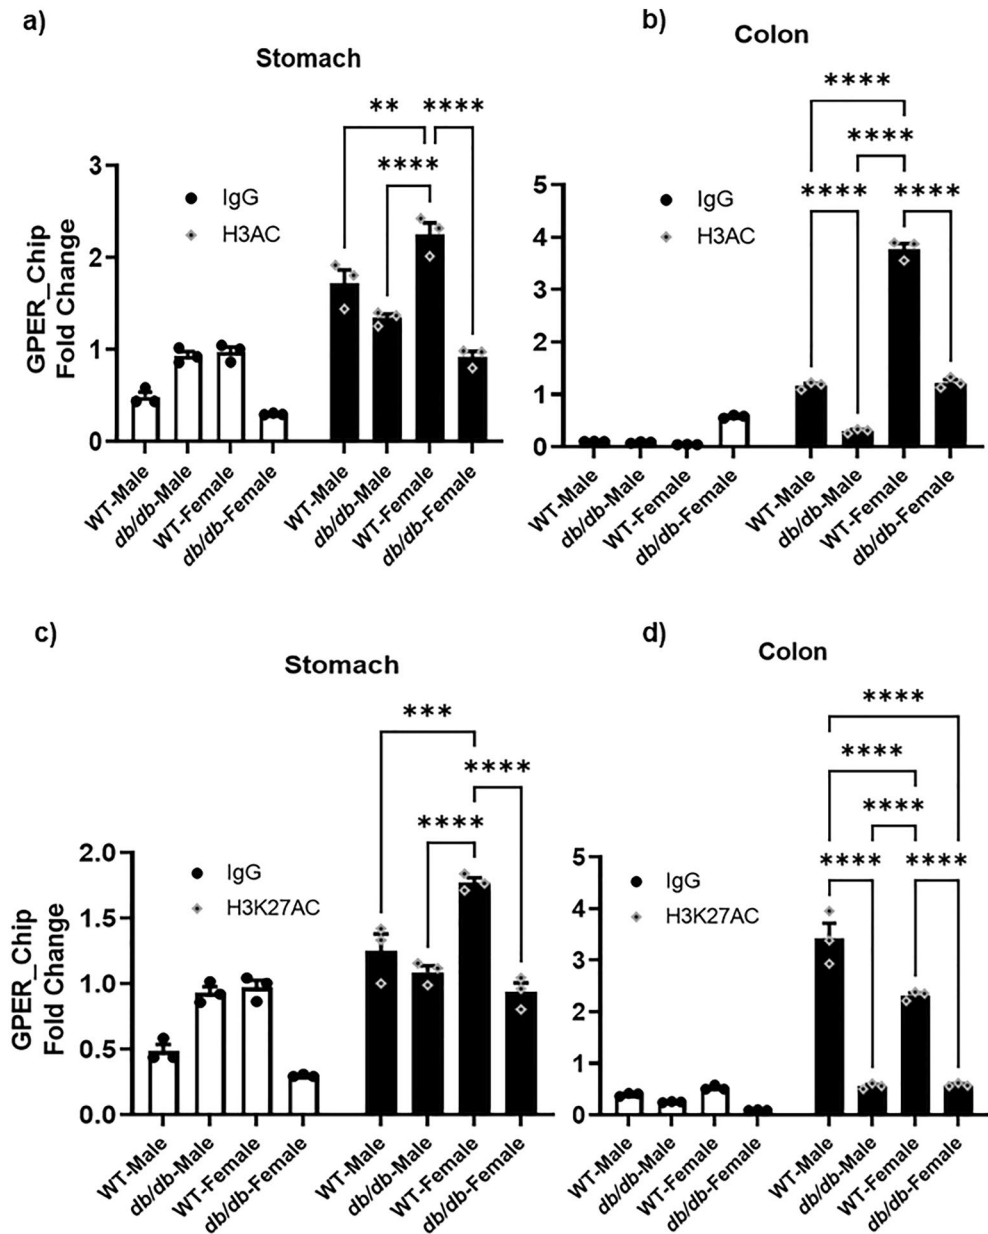 a)
Stomach
** ****
****
GPER_Chip
Fold Change
3
2
1
0
IgG
H3AC
WT-Male
db/db-Male
WT-Female
db/db-Female
WT-Male
db/db-Male
WT-Female
db/db-Female
b)
Colon
****
****
**** ****
5
4
3
2
1
0
IgG
H3AC
WT-Male
db/db-Male
WT-Female
db/db-Female
WT-Male
db/db-Male
WT-Female
db/db-Female
c)
Stomach
***
****
****
GPER_Chip
Fold Change
2.0
1.5
1.0
0.5
0.0
IgG
H3K27AC
WT-Male
db/db-Male
WT-Female
db/db-Female
WT-Male
db/db-Male
WT-Female
db/db-Female
d)
Colon
****
****
****
**** ****
5
4
3
2
1
0
IgG
H3K27AC
WT-Male
db/db-Male
WT-Female
db/db-Female
WT-Male
db/db-Male
WT-Female
db/db-Female